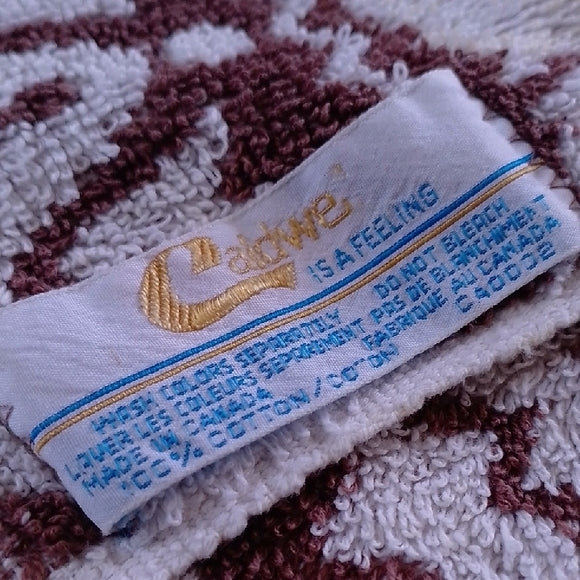 Caldwell
IS A FEELING
WASH COLORS SEPARATELY DO NOT BLEACH
LAVER LES COULEURS SEPAREMENT PAS DE BLANCHIMENT
MADE IN CANADA FABRIQUE AU CANADA
100% COTTON/COTON C40032